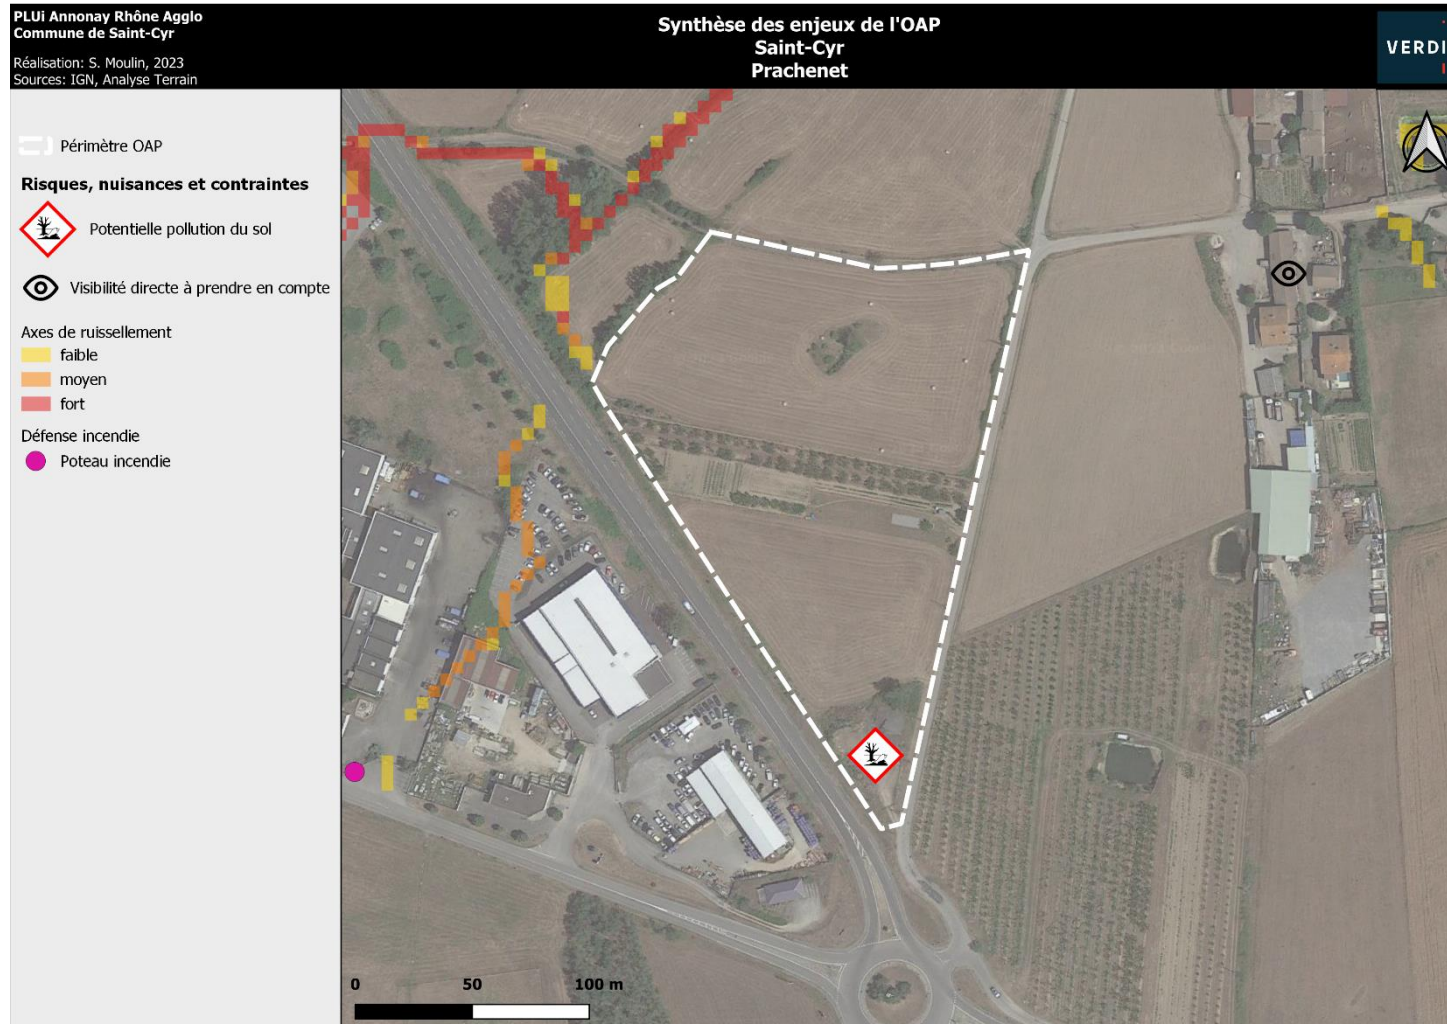 PLUi Annonay Rhône Agglo
Commune de Saint-Cyr
Réalisation: S. Moulin, 2023
Sources: IGN, Analyse Terrain
Synthèse des enjeux de l'OAP
Saint-Cyr
Prachenet
VERDI
Périmètre OAP
Risques, nuisances et contraintes
Potentielle pollution du sol
Visibilité directe à prendre en compte
Axes de ruissellement
faible
moyen
fort
Défense incendie
Poteau incendie
0 50 100 m